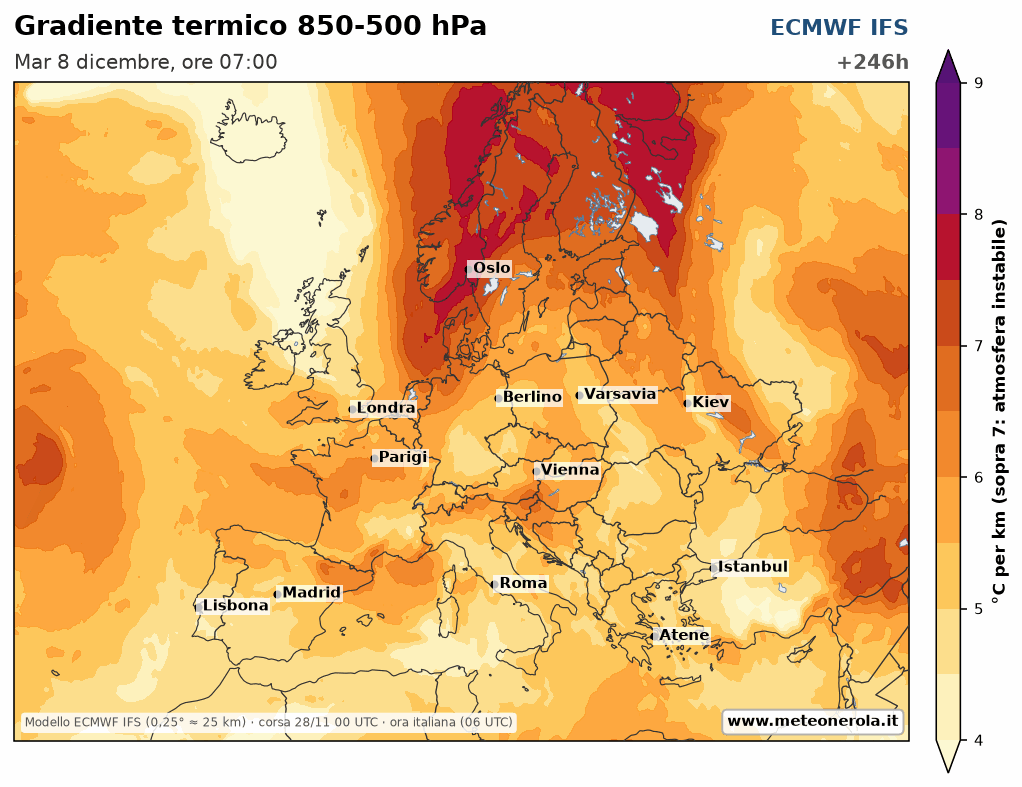 Gradiente termico 850-500 hPa
ECMWF IFS
Mar 8 dicembre, ore 07:00
+246h
Oslo
Berlino
Varsavia
Kiev
Londra
Parigi
Vienna
Istanbul
Roma
Madrid
Lisbona
Atene
Modello ECMWF IFS (0,25° ≈ 25 km) · corsa 28/11 00 UTC · ora italiana (06 UTC)
www.meteonerola.it
9
8
7
6
5
4
°C per km (sopra 7: atmosfera instabile)